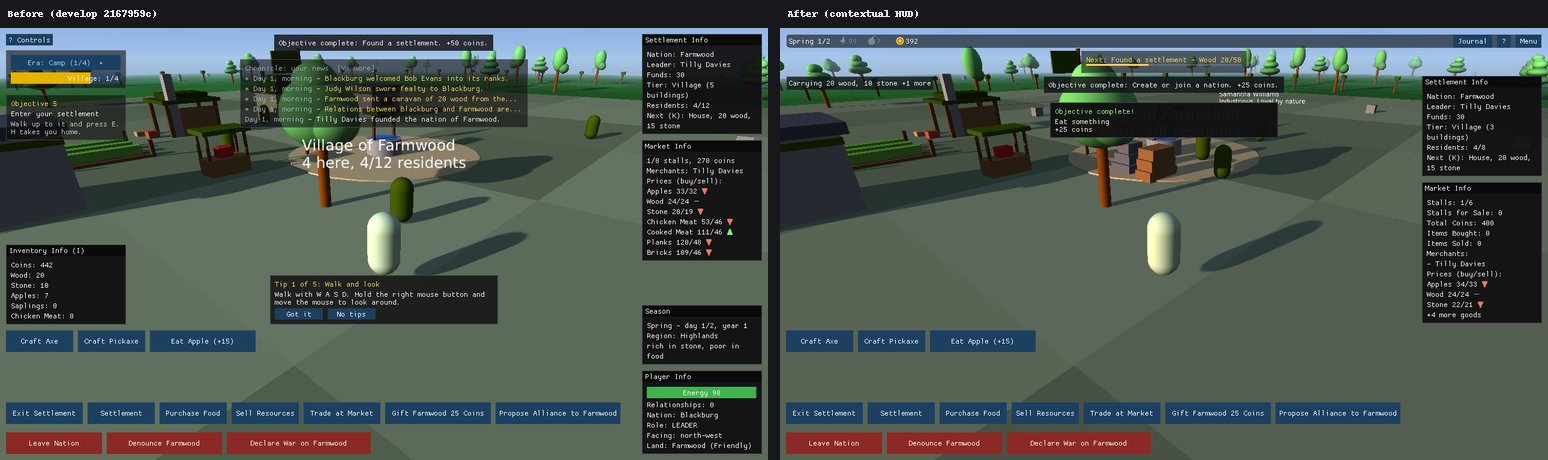 Before (develop 2167959c)
? Controls
Era: Camp (1/4) +
Village: 1/4
Objective 5
Enter your settlement
Walk up to it and press E.
H takes you home.
Objective complete: Found a settlement. +50 coins.
Chronicle: your news [Y: more]
• Day 1, morning – Blackburg welcomed Bob Evans into its ranks.
• Day 1, morning – Judy Wilson swore fealty to Blackburg.
• Day 1, morning – Farmwood sent a caravan of 20 wood from the...
• Day 1, morning – Relations between Blackburg and Farmwood are...
Day 1, morning – Tilly Davies founded the nation of Farmwood.
Village of Farmwood
4 here, 4/12 residents
Settlement Info
Nation: Farmwood
Leader: Tilly Davies
Funds: 30
Tier: Village (5
buildings)
Residents: 4/12
Next (K): House, 20 wood,
15 stone
Market Info
1/8 stalls, 278 coins
Merchants: Tilly Davies
Prices (buy/sell):
Apples 33/32 ▼
Wood 24/24 –
Stone 20/19 ▼
Chicken Meat 53/46 ▼
Cooked Meat 111/46 ▲
Planks 120/48 ▼
Bricks 109/46 ▼
Inventory Info (I)
Coins: 442
Wood: 20
Stone: 10
Apples: 7
Saplings: 0
Chicken Meat: 0
Tip 1 of 5: Walk and look
Walk with W A S D. Hold the right mouse button and
move the mouse to look around.
Got it
No tips
Season
Spring – day 1/2, year 1
Region: Highlands
rich in stone, poor in
food
Player Info
Energy 98
Relationships: 0
Nation: Blackburg
Role: LEADER
Facing: north-west
Land: Farmwood (Friendly)
Craft Axe
Craft Pickaxe
Eat Apple (+15)
Exit Settlement
Settlement
Purchase Food
Sell Resources
Trade at Market
Gift Farmwood 25 Coins
Propose Alliance to Farmwood
Leave Nation
Denounce Farmwood
Declare War on Farmwood
After (contextual HUD)
Spring 1/2
99
7
392
Journal
?
Menu
Carrying 20 wood, 10 stone +1 more
Next: Found a settlement – Wood 20/50
Objective complete: Create or join a nation. +25 coins.
Samantha Williams
Industrious, Loyal by nature
Objective complete!
Eat something
+25 coins
Settlement Info
Nation: Farmwood
Leader: Tilly Davies
Funds: 30
Tier: Village (3
buildings)
Residents: 4/8
Next (K): House, 20 wood,
15 stone
Market Info
Stalls: 1/6
Stalls for Sale: 0
Total Coins: 400
Items Bought: 0
Items Sold: 0
Merchants:
– Tilly Davies
Prices (buy/sell):
Apples 34/33 ▼
Wood 24/24 –
Stone 22/21 ▼
+4 more goods
Craft Axe
Craft Pickaxe
Eat Apple (+15)
Exit Settlement
Settlement
Purchase Food
Sell Resources
Trade at Market
Gift Farmwood 25 Coins
Propose Alliance to Farmwood
Leave Nation
Denounce Farmwood
Declare War on Farmwood